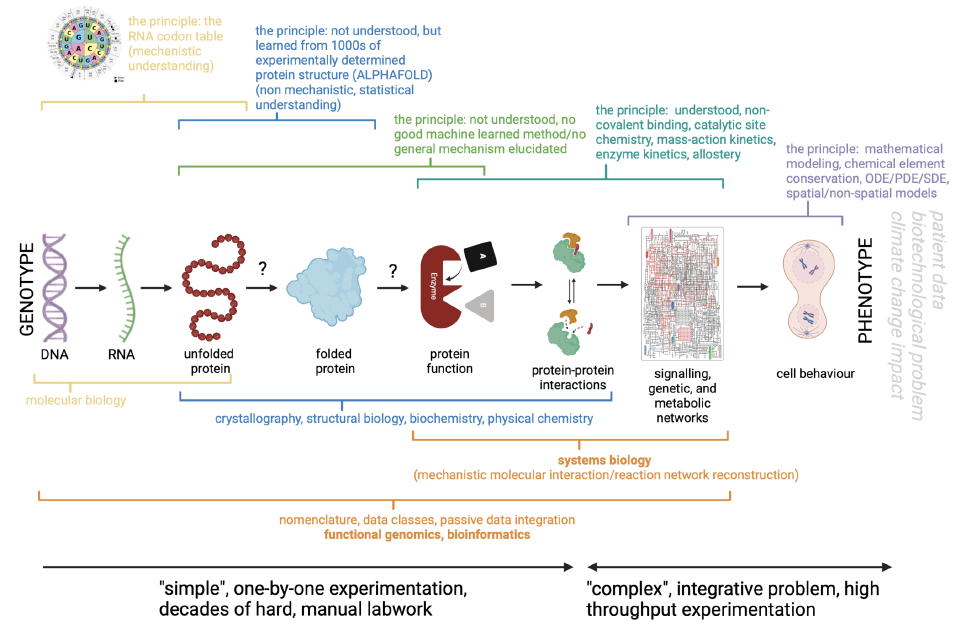 the principle: the
RNA codon table
(mechanistic
understanding)
the principle: not understood, but
learned from 1000s of
experimentally determined
protein structure (ALPHAFOLD)
(non mechanistic, statistical
understanding)
the principle: not understood, no
good machine learned method/no
general mechanism elucidated
the principle:  understood, non-
covalent binding, catalytic site
chemistry, mass-action kinetics,
enzyme kinetics, allostery
the principle:  mathematical
modeling, chemical element
conservation, ODE/PDE/SDE,
spatial/non-spatial models
GENOTYPE
DNA
RNA
unfolded
protein
?
folded
protein
?
Enzyme
A
B
protein
function
protein-protein
interactions
signalling,
genetic, and
metabolic
networks
cell behaviour
PHENOTYPE
patient data
biotechnological problem
climate change impact
molecular biology
crystallography, structural biology, biochemistry, physical chemistry
systems biology
(mechanistic molecular interaction/reaction network reconstruction)
nomenclature, data classes, passive data integration
functional genomics, bioinformatics
"simple", one-by-one experimentation,
decades of hard, manual labwork
"complex", integrative problem, high
throughput experimentation